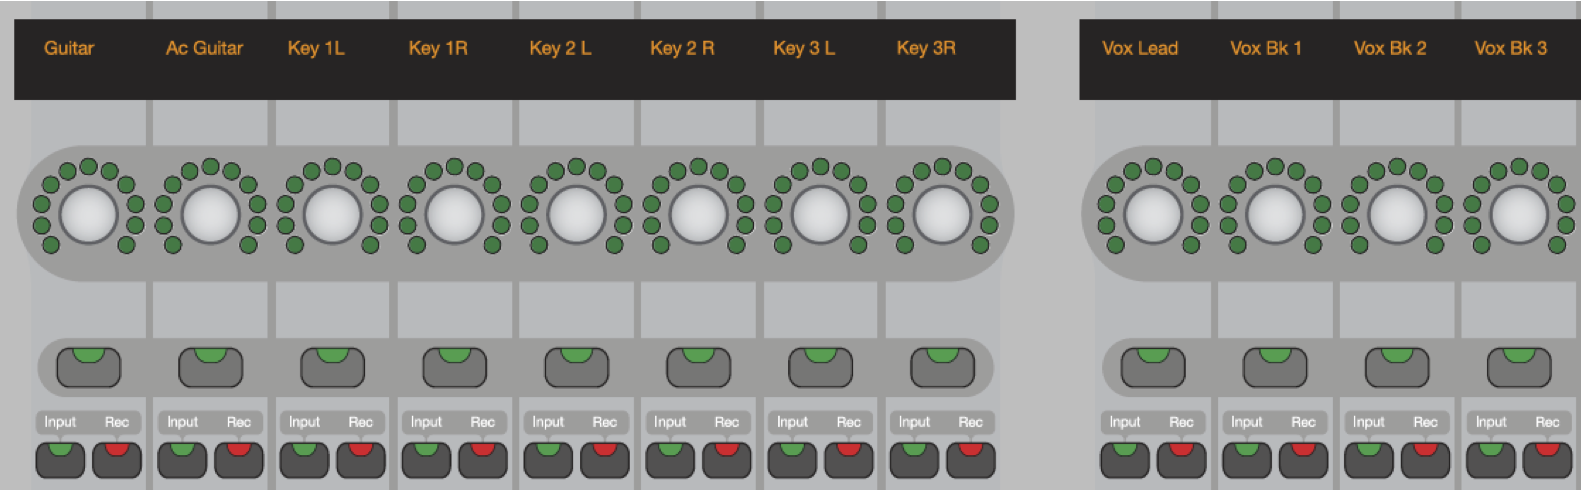 Guitar Ac Guitar Key 1L Key 1R Key 2 L Key 2 R Key 3 L Key 3R Vox Lead Vox Bk 1 Vox Bk 2 Vox Bk 3
Input Rec Input Rec Input Rec Input Rec Input Rec Input Rec Input Rec Input Rec Input Rec Input Rec Input Rec Input Rec